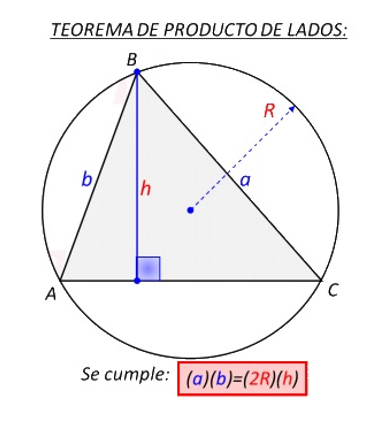 TEOREMA DE PRODUCTO DE LADOS:
B
R
b
h
a
A
C
Se cumple: (a)(b)=(2R)(h)